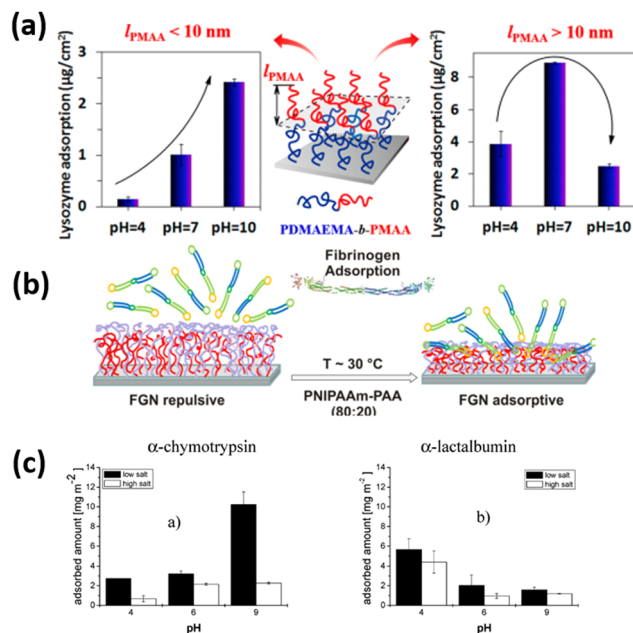 (a)
l PMAA < 10 nm
l PMAA > 10 nm
Lysozyme adsorption (µg/cm²)
3
2
1
0
pH=4 pH=7 pH=10
l PMAA
PDMAEMA-b-PMAA
Lysozyme adsorption (µg/cm²)
8
6
4
2
0
pH=4 pH=7 pH=10
(b)
Fibrinogen
Adsorption
T ~ 30 °C
PNIPAAm-PAA
(80:20)
FGN repulsive
FGN adsorptive
(c)
α-chymotrypsin
α-lactalbumin
adsorbed amount [mg m⁻²]
14
12
10
8
6
4
2
0
low salt
high salt
a)
4 6 9
pH
adsorbed amount [mg m⁻²]
14
12
10
8
6
4
2
0
low salt
high salt
b)
4 6 9
pH